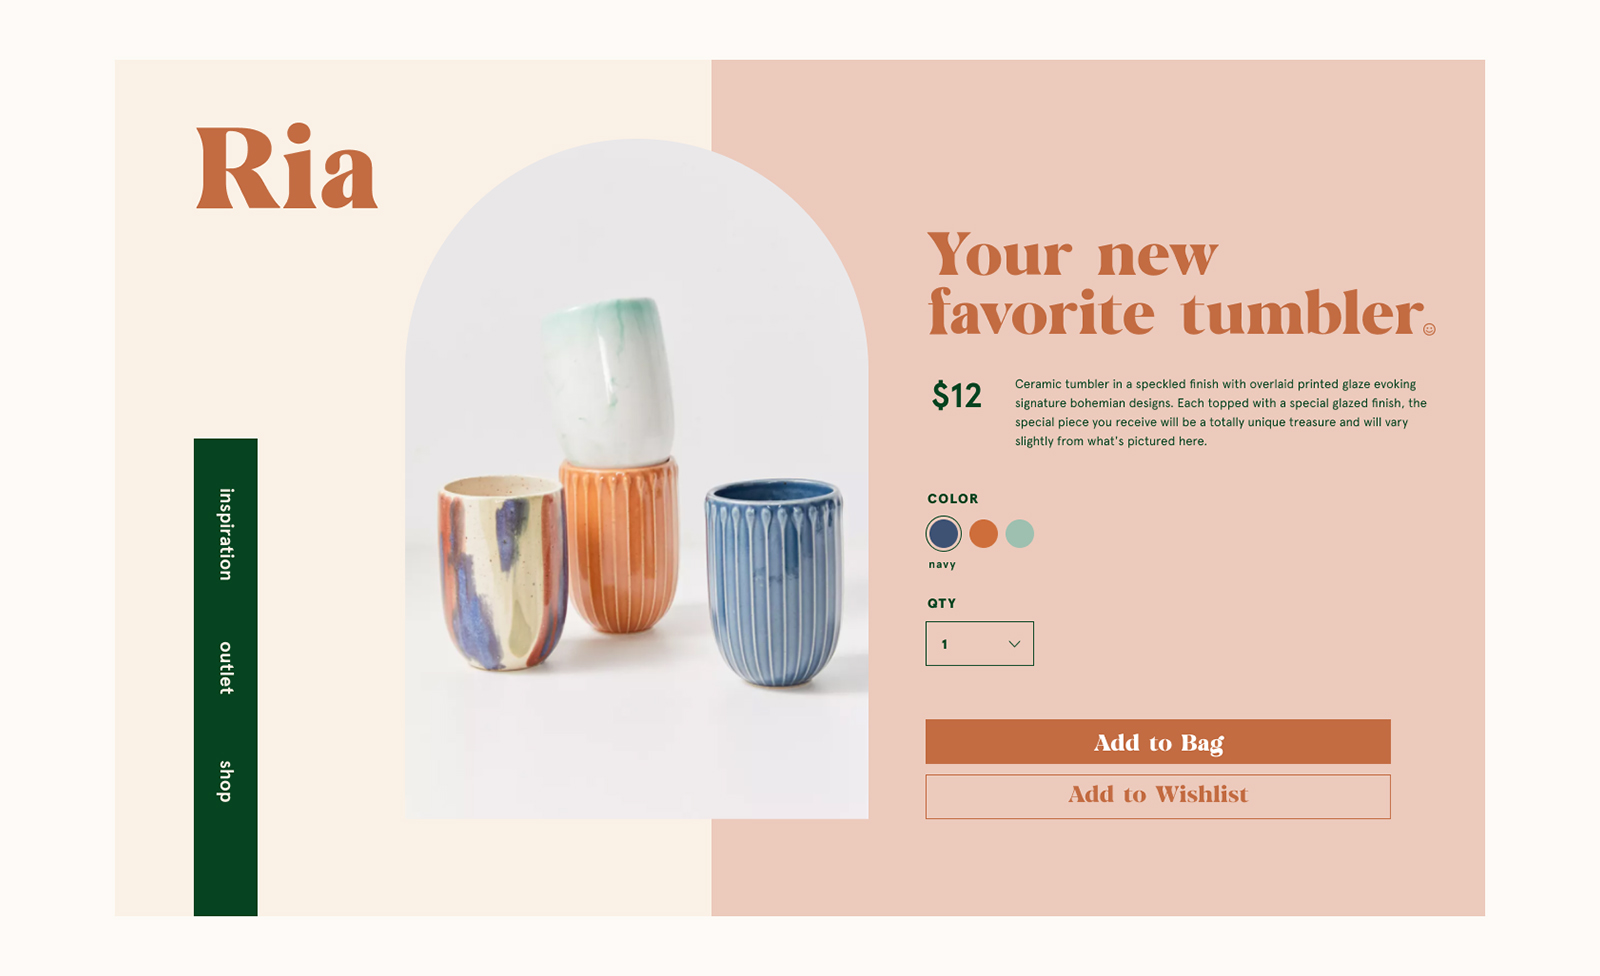 Ria
inspiration
outlet
shop
Your new
favorite tumbler
$12
Ceramic tumbler in a speckled finish with overlaid printed glaze evoking
signature bohemian designs. Each topped with a special glazed finish, the
special piece you receive will be a totally unique treasure and will vary
slightly from what's pictured here.
COLOR
navy
QTY
1
Add to Bag
Add to Wishlist